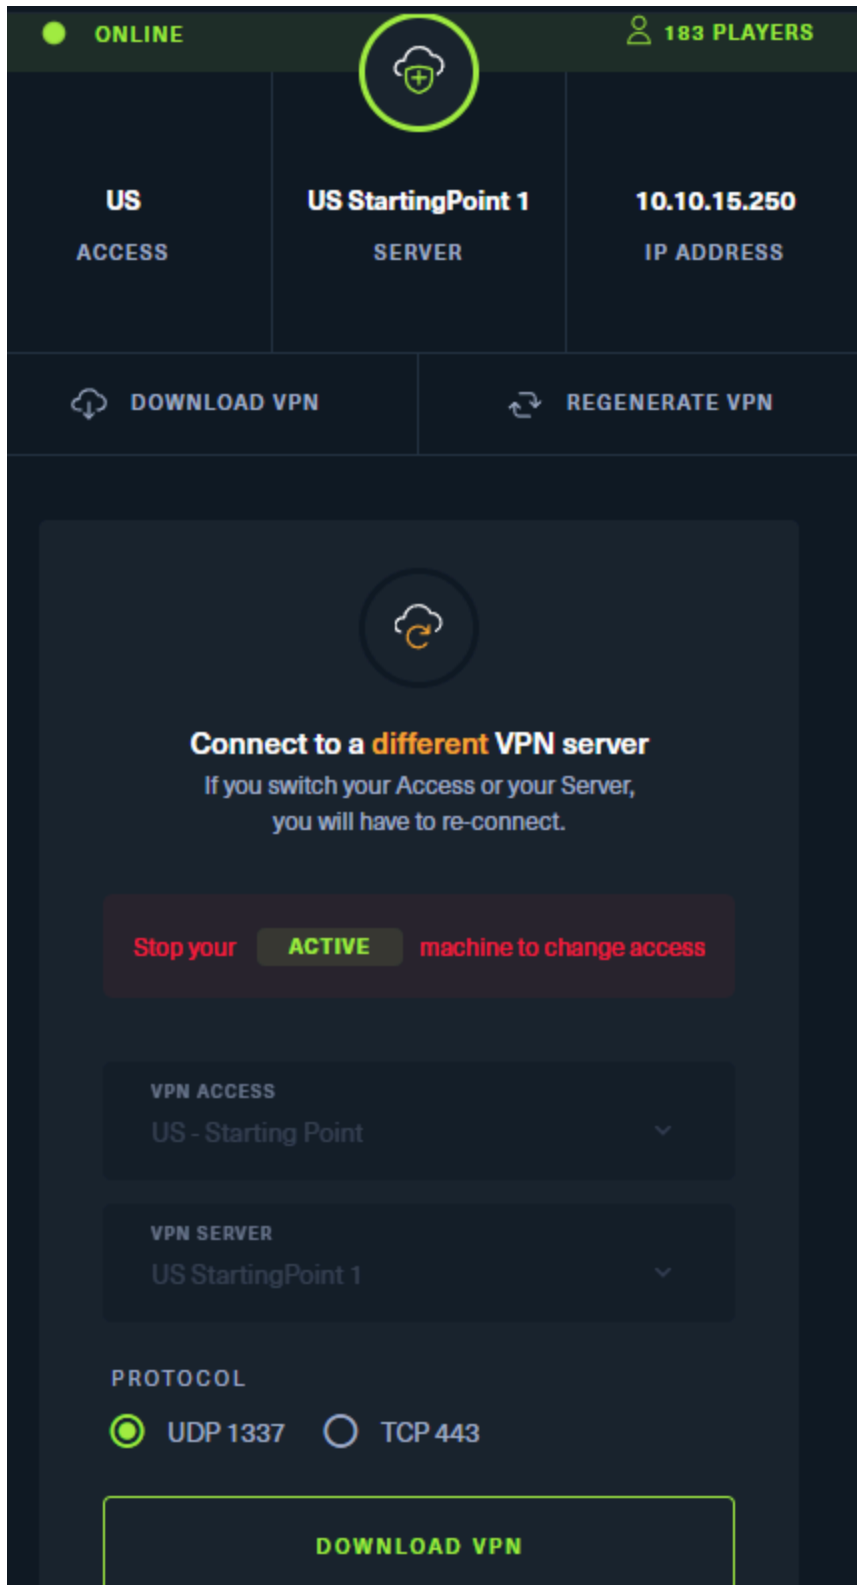 ONLINE
183 PLAYERS
US
ACCESS
US StartingPoint 1
SERVER
10.10.15.250
IP ADDRESS
DOWNLOAD VPN
REGENERATE VPN
Connect to a different VPN server
If you switch your Access or your Server,
you will have to re-connect.
Stop your ACTIVE machine to change access
VPN ACCESS
US - Starting Point
VPN SERVER
US StartingPoint 1
PROTOCOL
UDP 1337 TCP 443
DOWNLOAD VPN